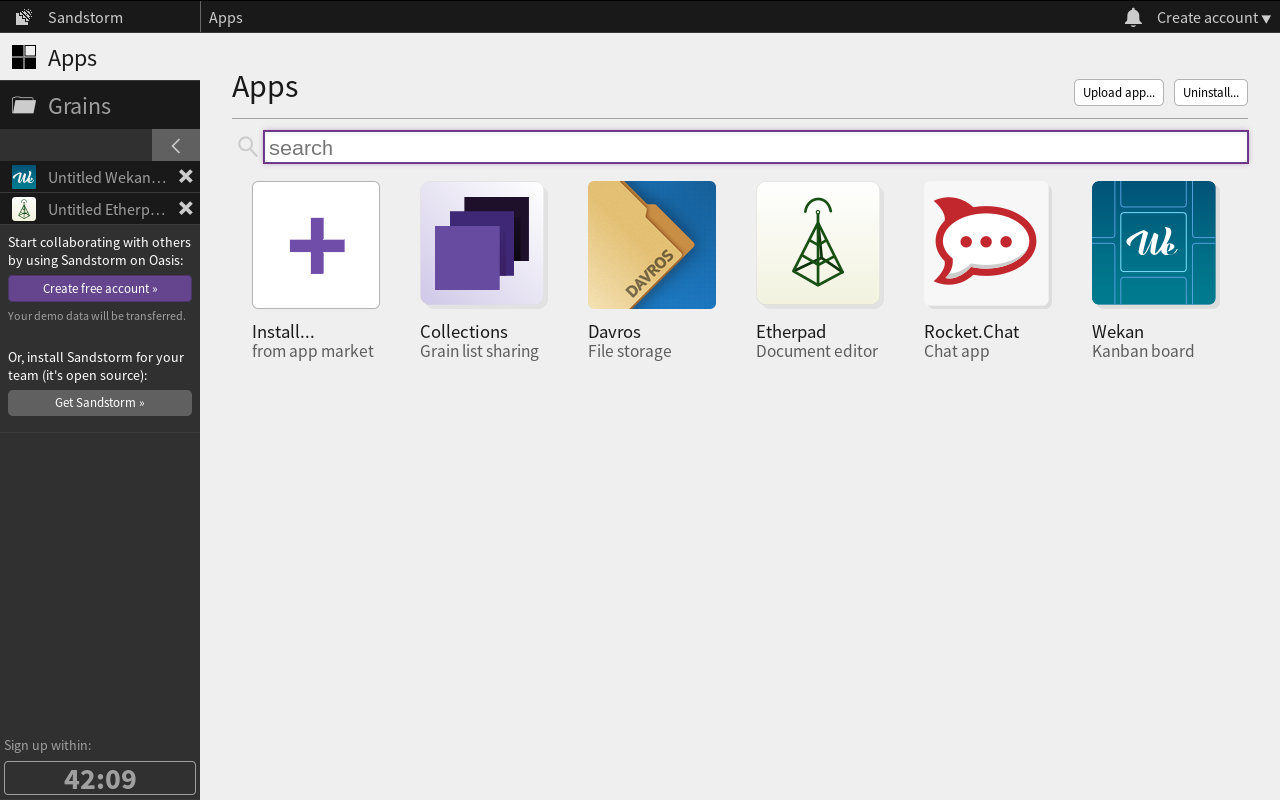 Sandstorm
Apps
Create account ▼
Apps
Grains
Untitled Wekan…
Untitled Etherp…
Start collaborating with others
by using Sandstorm on Oasis:
Create free account »
Your demo data will be transferred.
Or, install Sandstorm for your
team (it's open source):
Get Sandstorm »
Sign up within:
42:09
Apps
Upload app...
Uninstall...
search
DAVROS
We
Install...
from app market
Collections
Grain list sharing
Davros
File storage
Etherpad
Document editor
Rocket.Chat
Chat app
Wekan
Kanban board